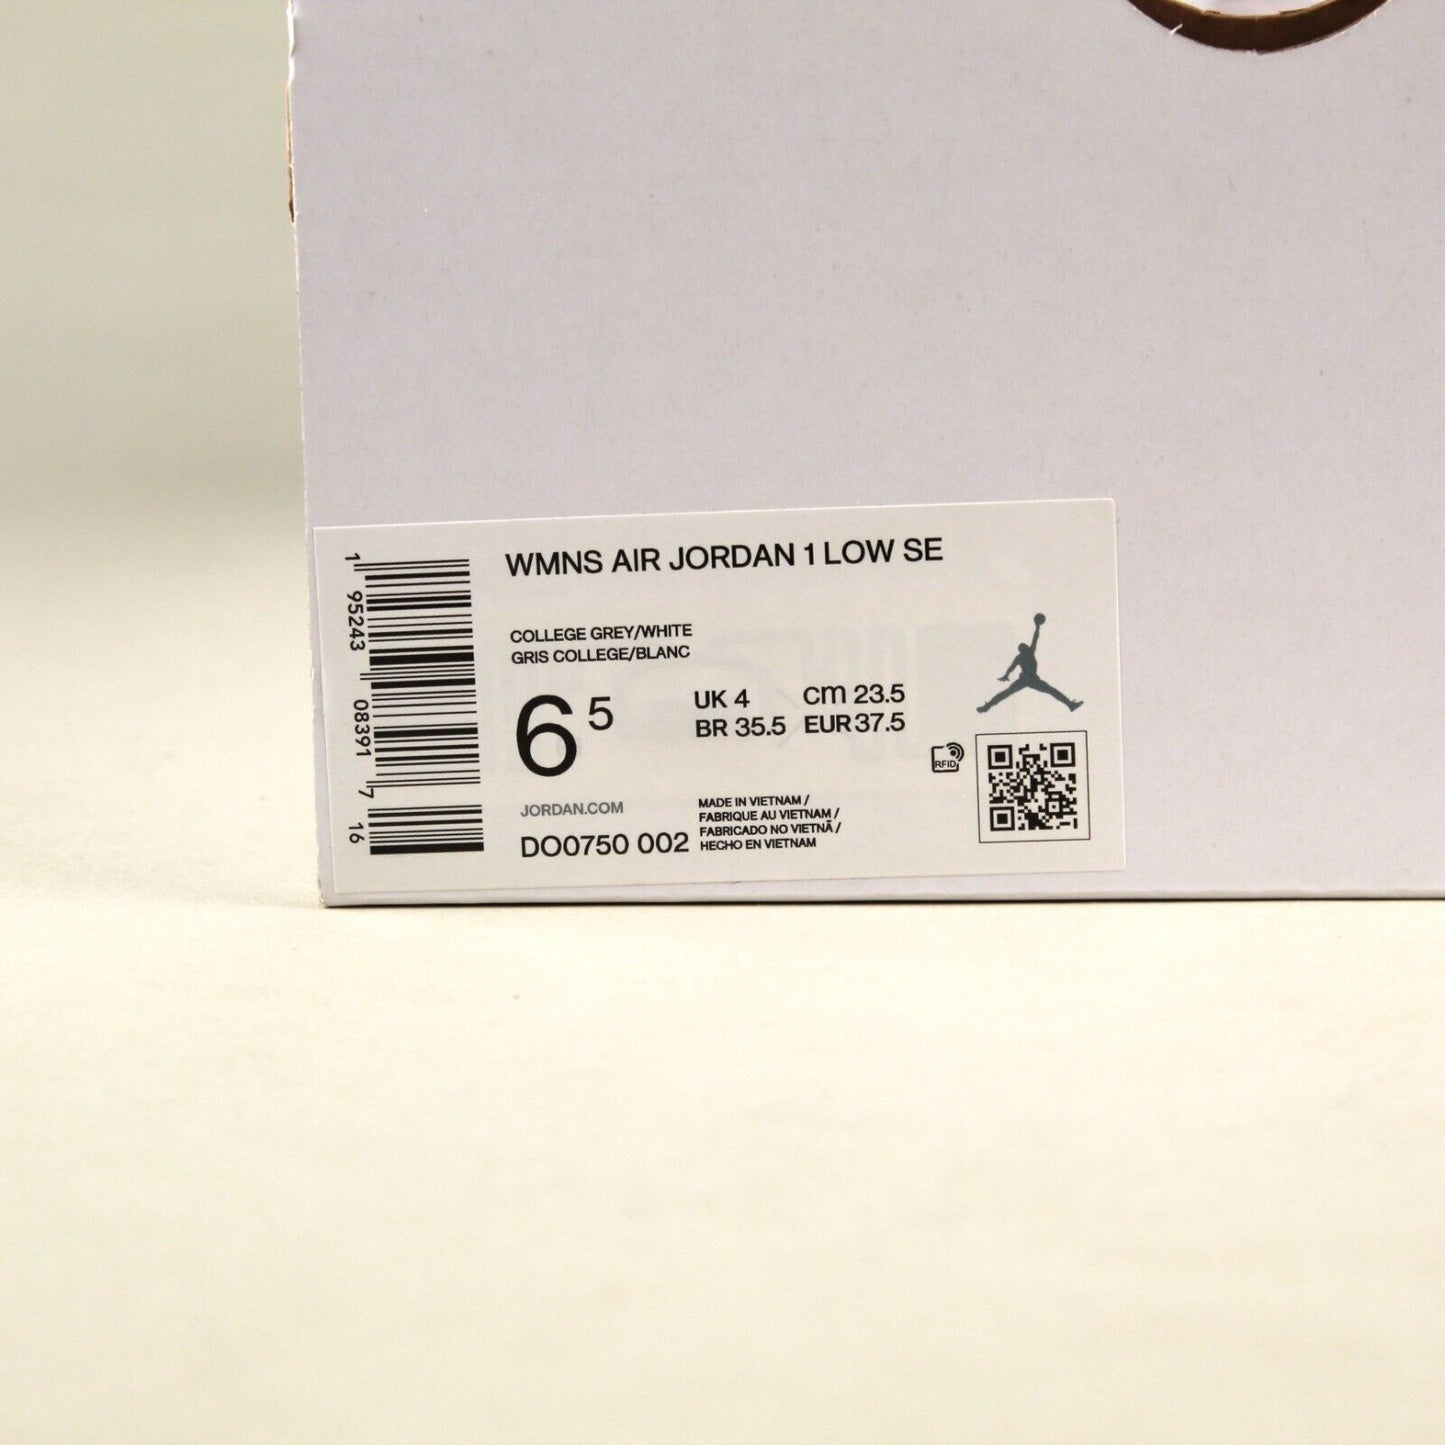 WMNS AIR JORDAN 1 LOW SE
COLLEGE GREY/WHITE
GRIS COLLEGE/BLANC
6 5
UK 4 CM 23.5
BR 35.5 EUR 37.5
RFID
JORDAN.COM
DO0750 002
MADE IN VIETNAM /
FABRIQUE AU VIETNAM /
FABRICADO NO VIETNÃ /
HECHO EN VIETNAM
1 95243 08391 7 16